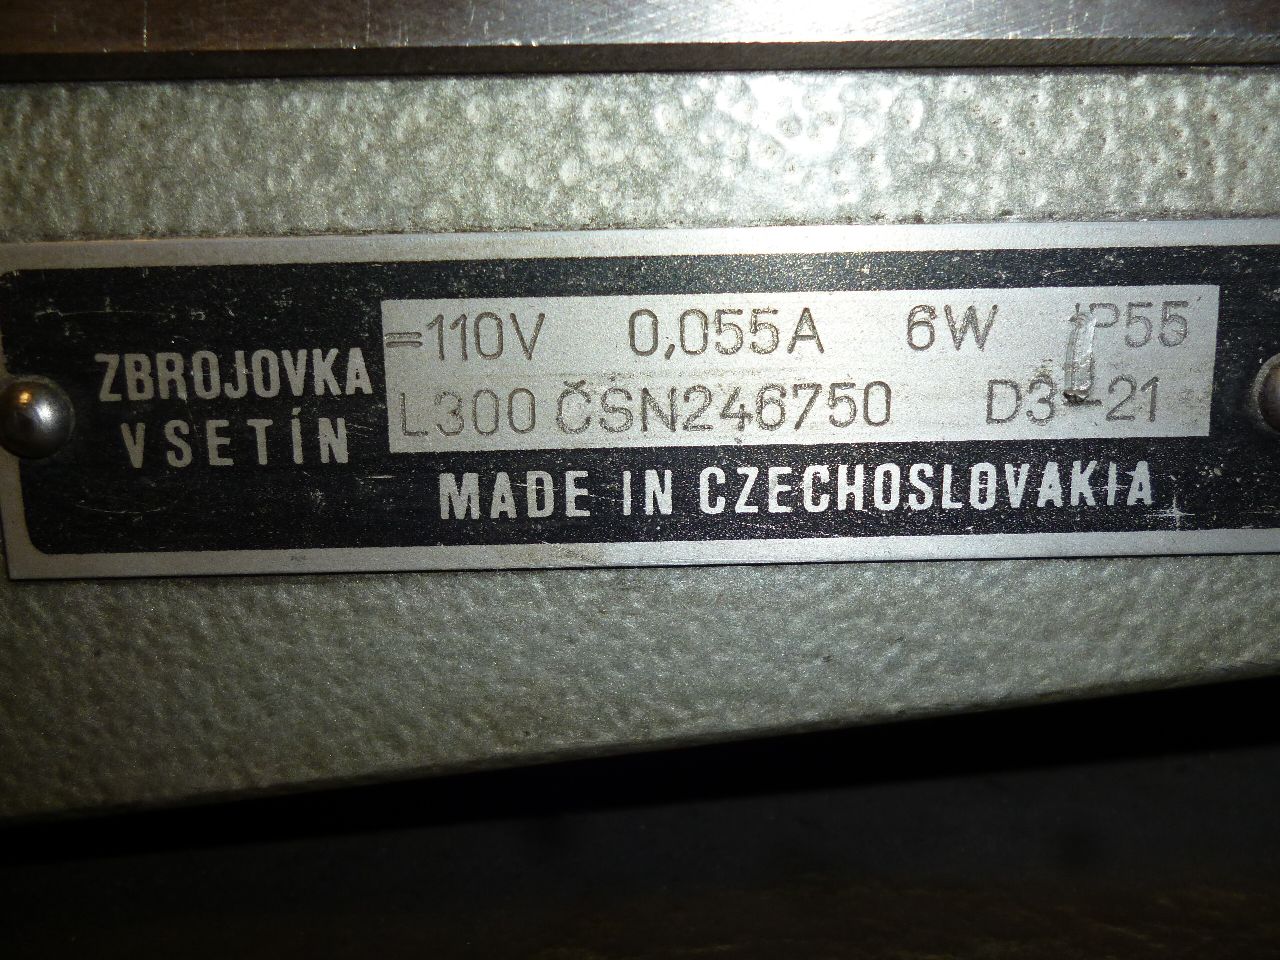 ZBROJOVKA
VSETÍN
=110V 0,055A 6W IP55
L300 ČSN246750 D3-21
MADE IN CZECHOSLOVAKIA